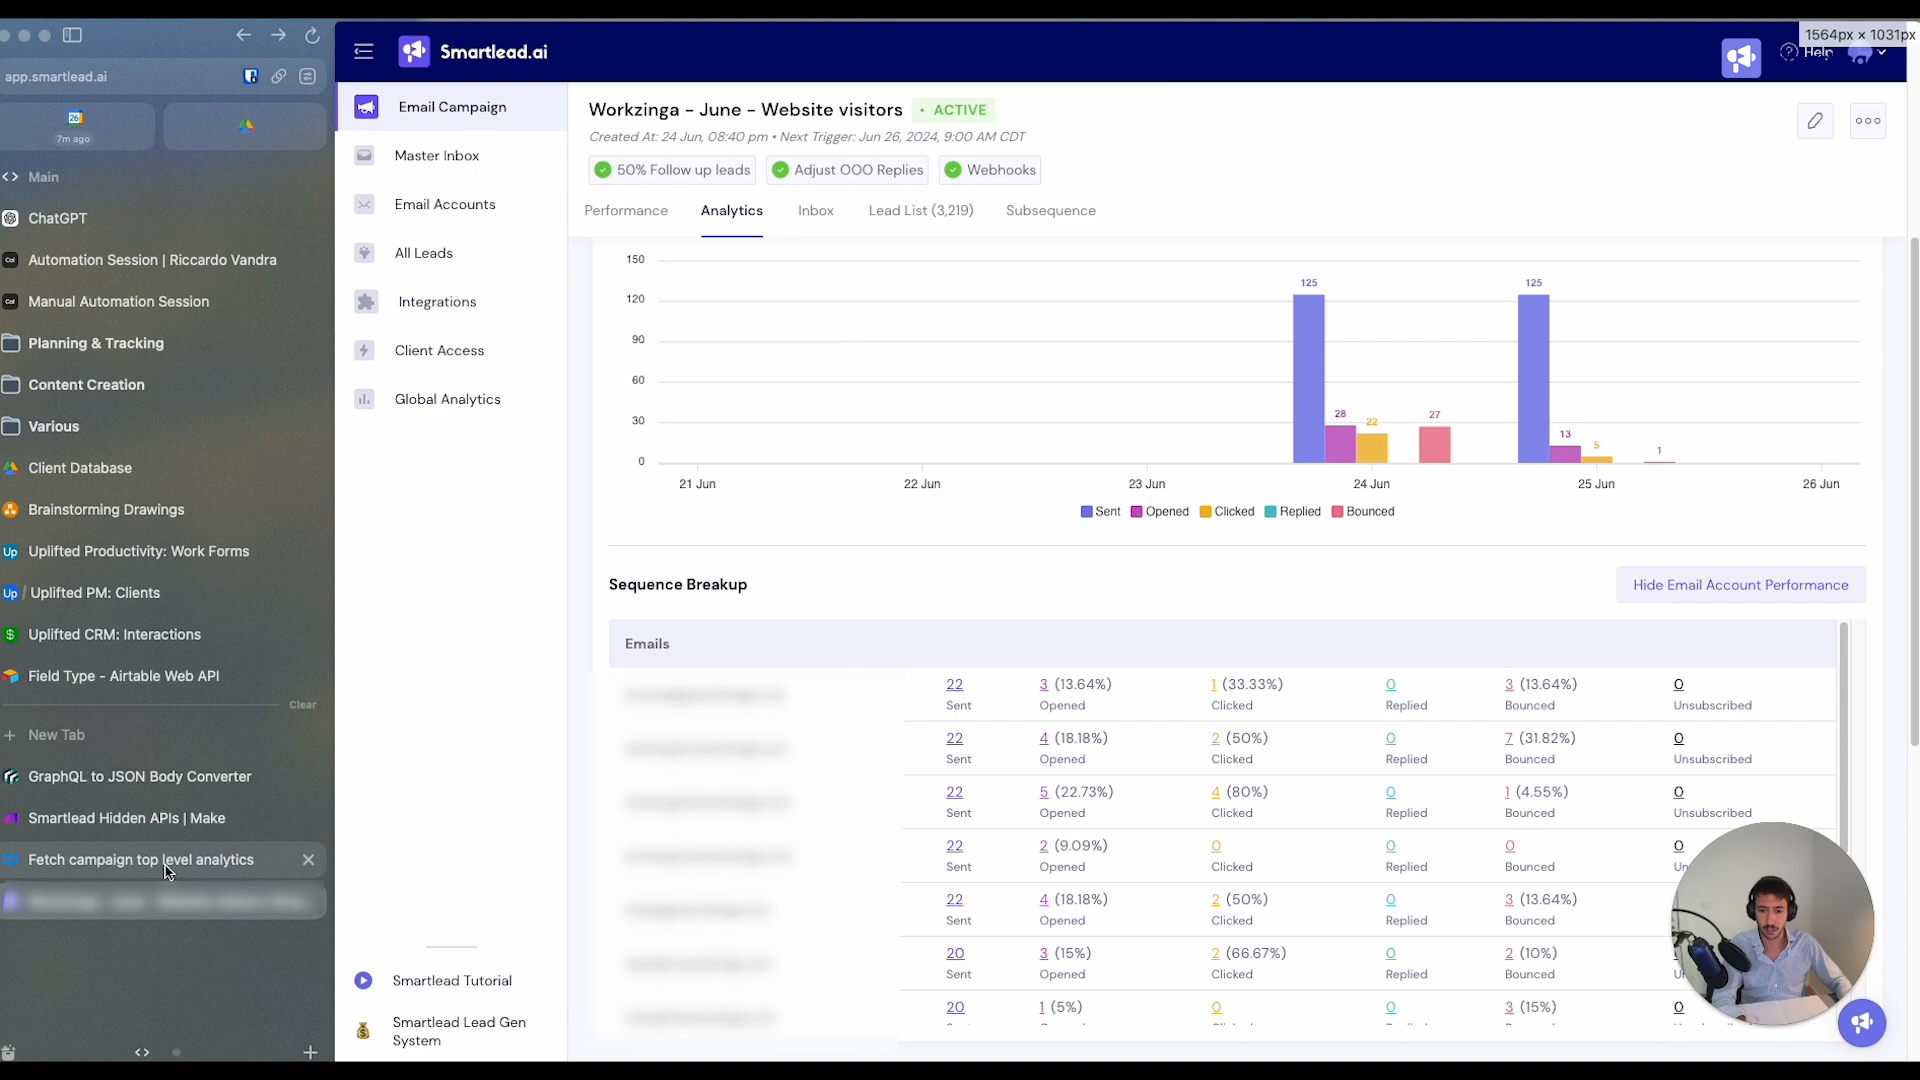 1564px × 1031px
app.smartlead.ai
Smartlead.ai
Help
26
7m ago
Main
ChatGPT
Automation Session | Riccardo Vandra
Manual Automation Session
Planning & Tracking
Content Creation
Various
Client Database
Brainstorming Drawings
Uplifted Productivity: Work Forms
Uplifted PM: Clients
Uplifted CRM: Interactions
Field Type - Airtable Web API
Clear
New Tab
GraphQL to JSON Body Converter
Smartlead Hidden APIs | Make
Fetch campaign top level analytics
Email Campaign
Master Inbox
Email Accounts
All Leads
Integrations
Client Access
Global Analytics
Smartlead Tutorial
Smartlead Lead Gen
System
Workzinga - June - Website visitors • ACTIVE
Created At: 24 Jun, 08:40 pm • Next Trigger: Jun 26, 2024, 9:00 AM CDT
50% Follow up leads Adjust OOO Replies Webhooks
Performance Analytics Inbox Lead List (3,219) Subsequence
150
120
90
60
30
0
125 28 22 27
125 13 5 1
21 Jun 22 Jun 23 Jun 24 Jun 25 Jun 26 Jun
Sent Opened Clicked Replied Bounced
Sequence Breakup
Hide Email Account Performance
Emails
22 3 (13.64%) 1 (33.33%) 0 3 (13.64%) 0
Sent Opened Clicked Replied Bounced Unsubscribed
22 4 (18.18%) 2 (50%) 0 7 (31.82%) 0
Sent Opened Clicked Replied Bounced Unsubscribed
22 5 (22.73%) 4 (80%) 0 1 (4.55%) 0
Sent Opened Clicked Replied Bounced Unsubscribed
22 2 (9.09%) 0 0 0 0
Sent Opened Clicked Replied Bounced
22 4 (18.18%) 2 (50%) 0 3 (13.64%)
Sent Opened Clicked Replied Bounced
20 3 (15%) 2 (66.67%) 0 2 (10%)
Sent Opened Clicked Replied Bounced
20 1 (5%) 0 0 3 (15%) 0